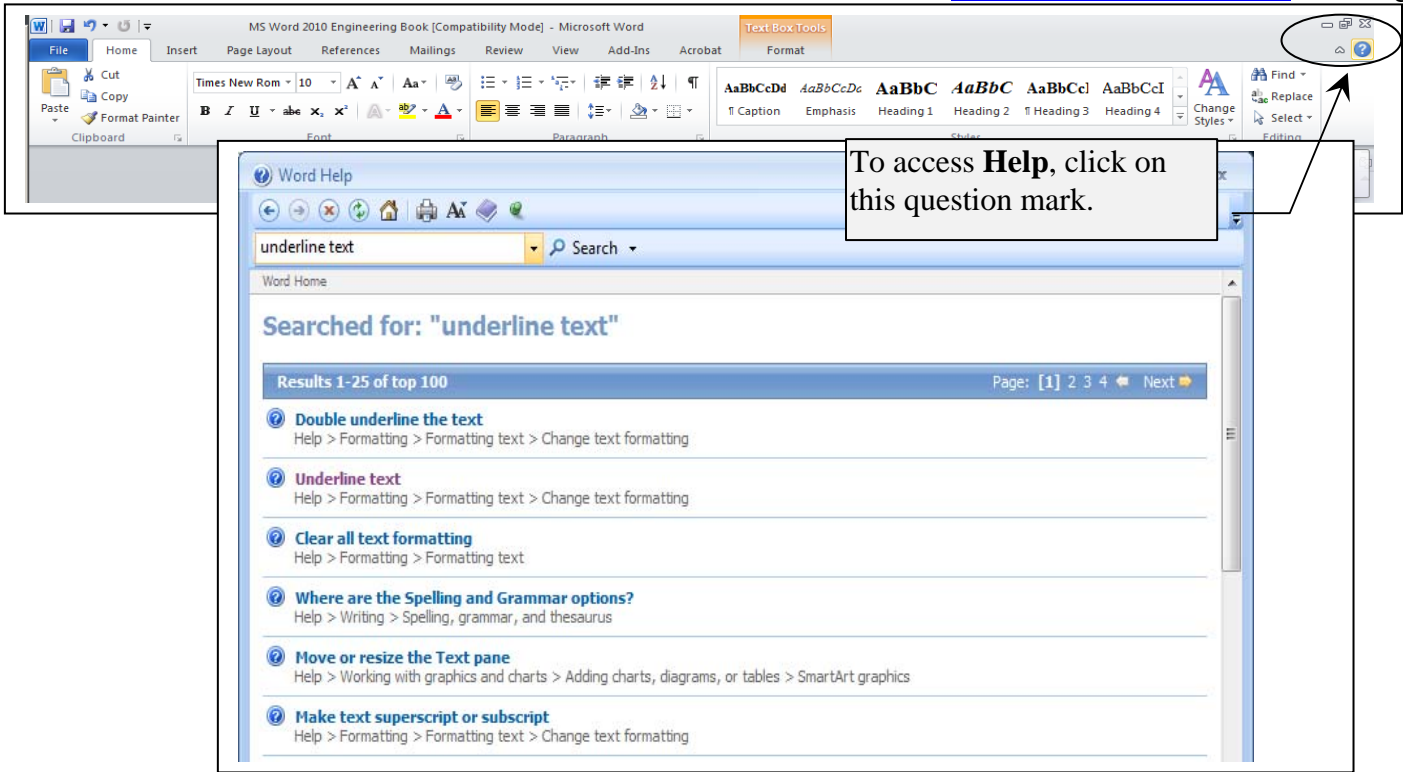 MS Word 2010 Engineering Book [Compatibility Mode] - Microsoft Word
Text Box Tools
File Home Insert Page Layout References Mailings Review View Add-Ins Acrobat Format
Cut
Copy
Paste
Format Painter
Times New Rom 10
AaBbCcDd AaBbCcDc AaBbC AaBbC AaBbCcl AaBbCcI
¶ Caption Emphasis Heading 1 Heading 2 ¶ Heading 3 Heading 4
Change
Styles
Find
Replace
Select
Clipboard Font Paragraph Styles Editing
To access Help, click on
this question mark.
Word Help
underline text
Search
Word Home
Searched for: "underline text"
Results 1-25 of top 100 Page: [1] 2 3 4 Next
Double underline the text
Help > Formatting > Formatting text > Change text formatting
Underline text
Help > Formatting > Formatting text > Change text formatting
Clear all text formatting
Help > Formatting > Formatting text
Where are the Spelling and Grammar options?
Help > Writing > Spelling, grammar, and thesaurus
Move or resize the Text pane
Help > Working with graphics and charts > Adding charts, diagrams, or tables > SmartArt graphics
Make text superscript or subscript
Help > Formatting > Formatting text > Change text formatting